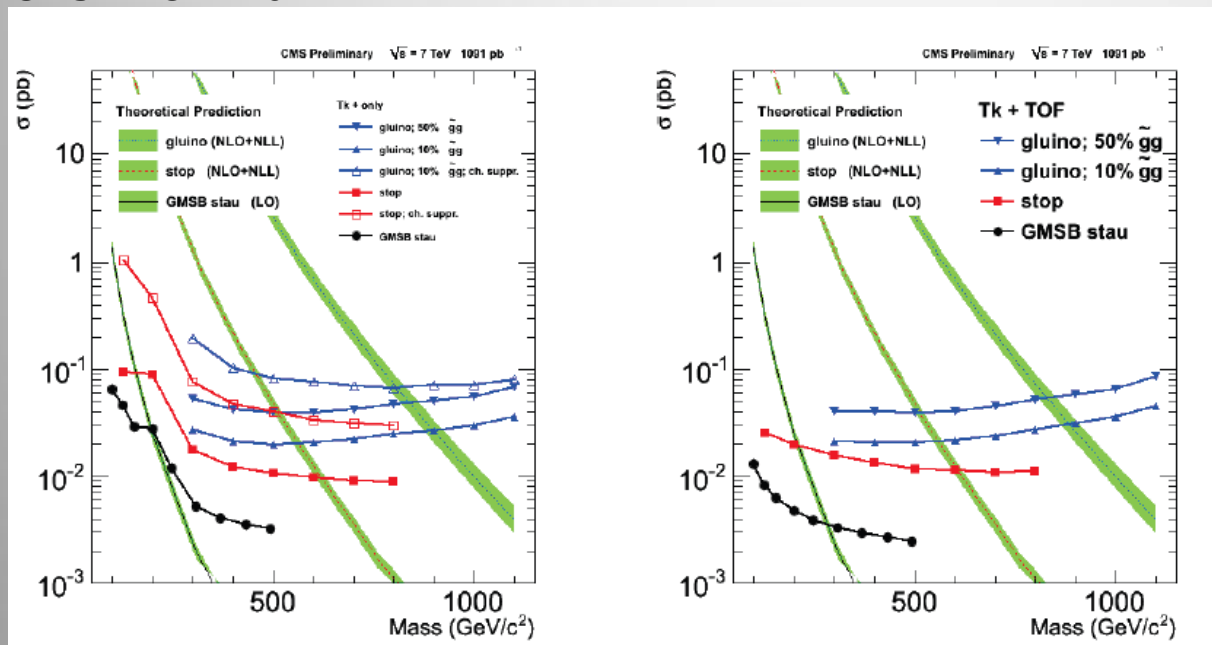 CMS Preliminary √s = 7 TeV 1091 pb⁻¹
σ (pb)
Theoretical Prediction
gluino (NLO+NLL)
stop (NLO+NLL)
GMSB stau (LO)
Tk + only
gluino; 50% g̃g
gluino; 10% g̃g
gluino; 10% g̃g; ch. suppr.
stop
stop; ch. suppr.
GMSB stau
10
1
10⁻¹
10⁻²
10⁻³
500
1000
Mass (GeV/c²)
CMS Preliminary √s = 7 TeV 1091 pb⁻¹
σ (pb)
Theoretical Prediction
gluino (NLO+NLL)
stop (NLO+NLL)
GMSB stau (LO)
Tk + TOF
gluino; 50% g̃g
gluino; 10% g̃g
stop
GMSB stau
10
1
10⁻¹
10⁻²
10⁻³
500
1000
Mass (GeV/c²)